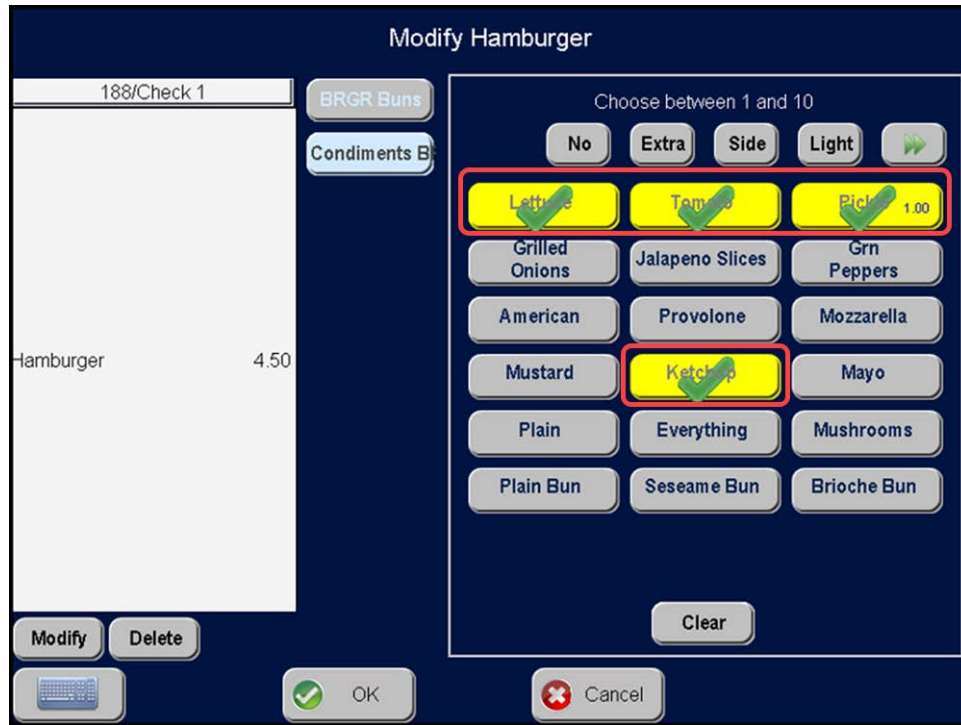 Modify Hamburger
188/Check 1
Hamburger 4.50
BRGR Buns
Condiments B
Choose between 1 and 10
No Extra Side Light
Lettuce Tomato Pickle 1.00
Grilled Onions Jalapeno Slices Grn Peppers
American Provolone Mozzarella
Mustard Ketchup Mayo
Plain Everything Mushrooms
Plain Bun Seseame Bun Brioche Bun
Clear
Modify Delete
OK Cancel